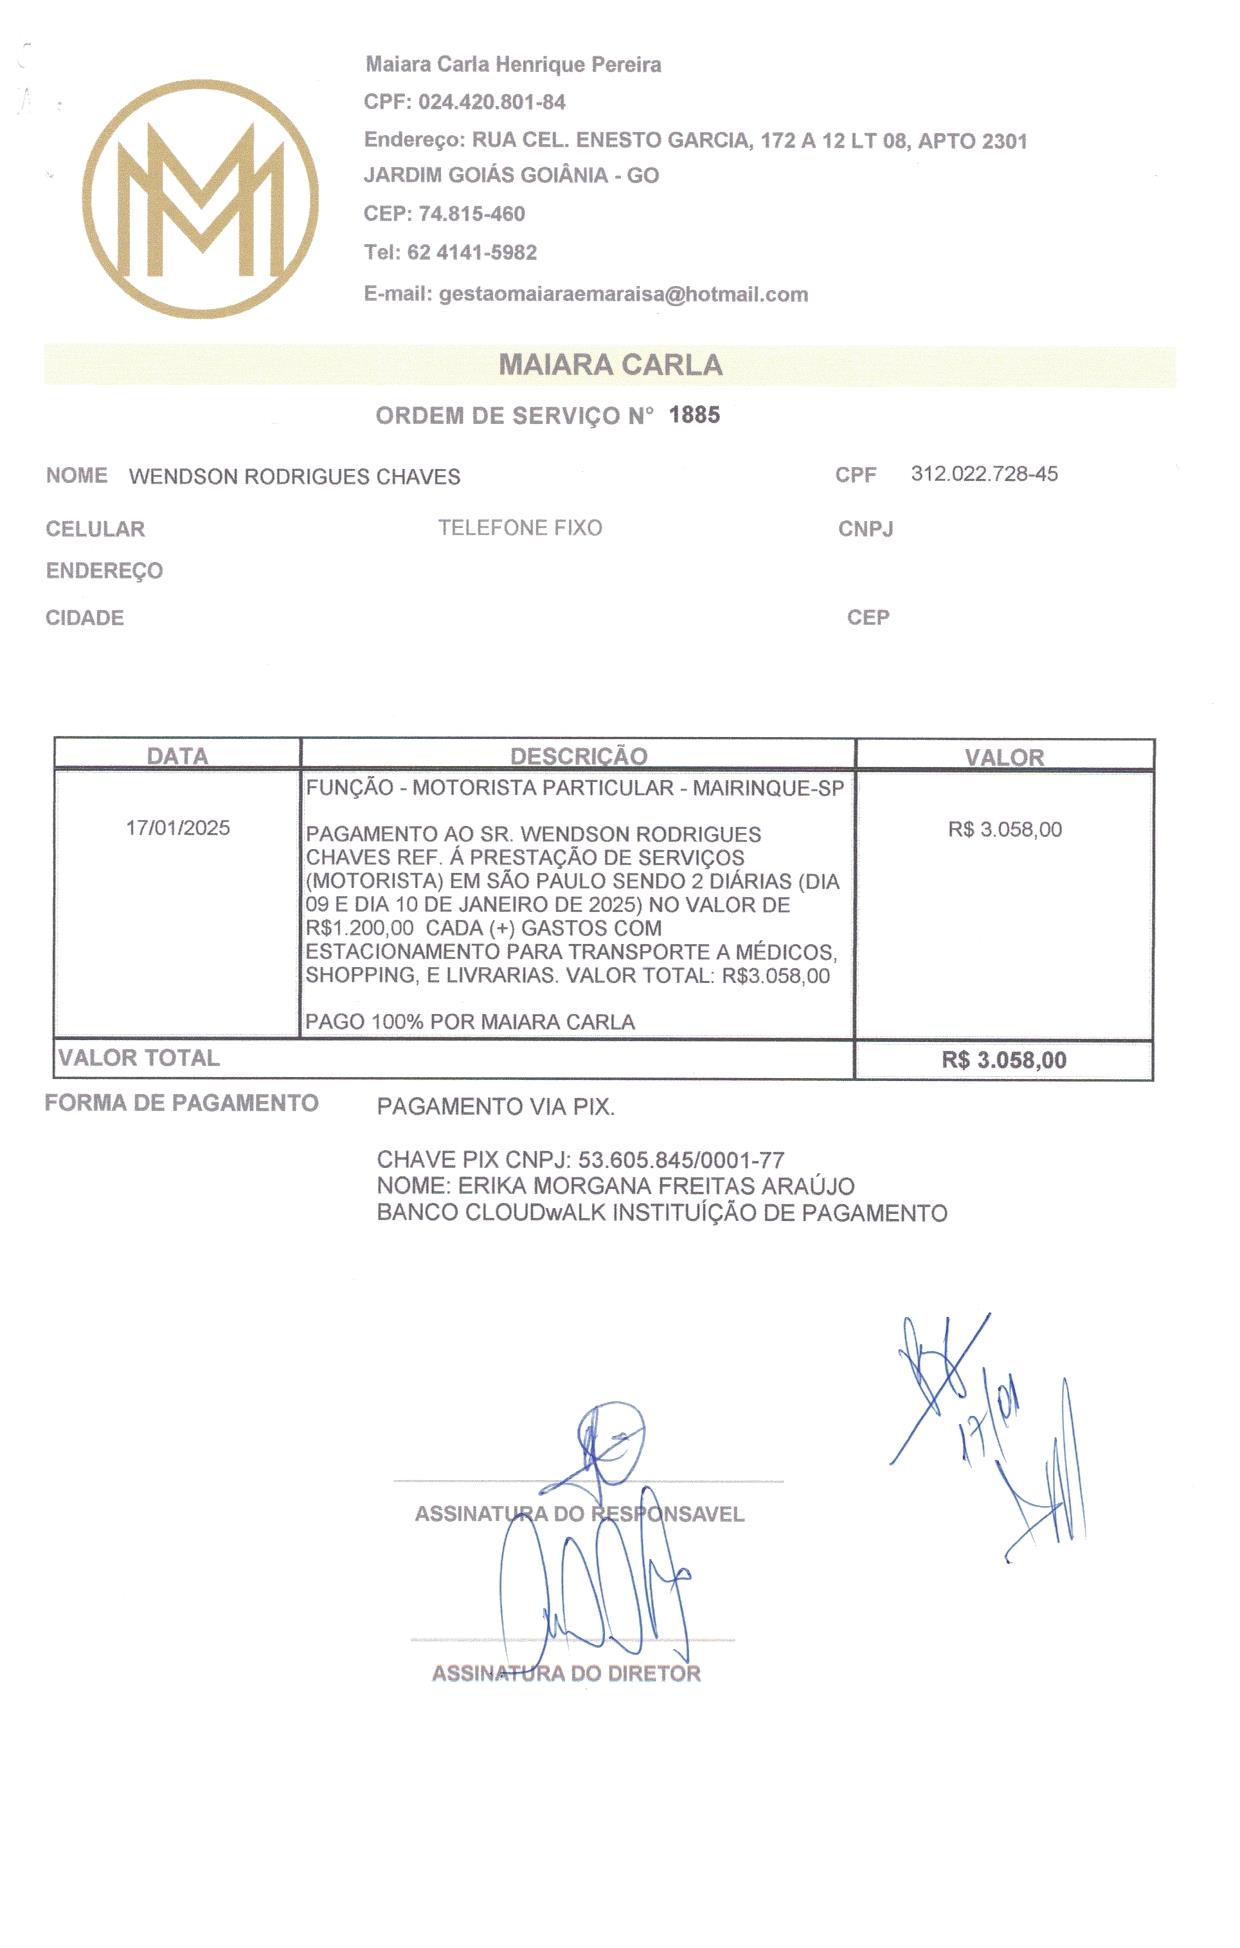 Maiara Carla Henrique Pereira
CPF: 024.420.801-84
Endereço: RUA CEL. ENESTO GARCIA, 172 A 12 LT 08, APTO 2301
JARDIM GOIÁS GOIÂNIA - GO
CEP: 74.815-460
Tel: 62 4141-5982
E-mail: gestaomaiaraemaraisa@hotmail.com
MAIARA CARLA
ORDEM DE SERVIÇO N° 1885
NOME WENDSON RODRIGUES CHAVES CPF 312.022.728-45
CELULAR TELEFONE FIXO CNPJ
ENDEREÇO
CIDADE CEP
DATA DESCRIÇÃO VALOR
FUNÇÃO - MOTORISTA PARTICULAR - MAIRINQUE-SP
17/01/2025 PAGAMENTO AO SR. WENDSON RODRIGUES R$ 3.058,00
CHAVES REF. Á PRESTAÇÃO DE SERVIÇOS
(MOTORISTA) EM SÃO PAULO SENDO 2 DIÁRIAS (DIA
09 E DIA 10 DE JANEIRO DE 2025) NO VALOR DE
R$1.200,00 CADA (+) GASTOS COM
ESTACIONAMENTO PARA TRANSPORTE A MÉDICOS,
SHOPPING, E LIVRARIAS. VALOR TOTAL: R$3.058,00
PAGO 100% POR MAIARA CARLA
VALOR TOTAL R$ 3.058,00
FORMA DE PAGAMENTO PAGAMENTO VIA PIX.
CHAVE PIX CNPJ: 53.605.845/0001-77
NOME: ERIKA MORGANA FREITAS ARAÚJO
BANCO CLOUDwALK INSTITUÍÇÃO DE PAGAMENTO
17/01
ASSINATURA DO RESPONSAVEL
ASSINATURA DO DIRETOR